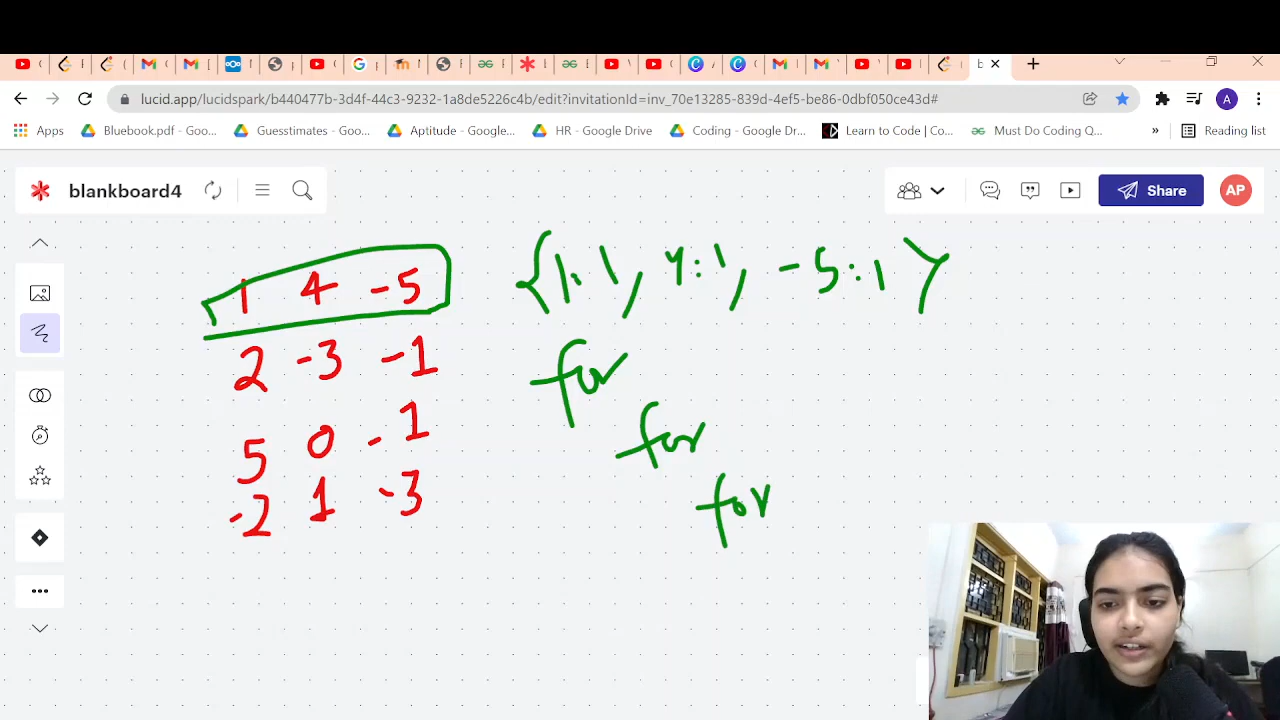 lucid.app/lucidspark/b440477b-3d4f-44c3-9232-1a8de5226c4b/edit?invitationId=inv_70e13285-839d-4ef5-be86-0dbf050ce43d#
A
Apps Bluebook.pdf - Goo... Guesstimates - Goo... Aptitude - Google... HR - Google Drive Coding - Google Dr... Learn to Code | Co... Must Do Coding Q... » Reading list
blankboard4 Share AP
1 4 -5 {1:1, 4:1, -5:1}
2 -3 -1 for
5 0 -1 for
-2 1 -3 for